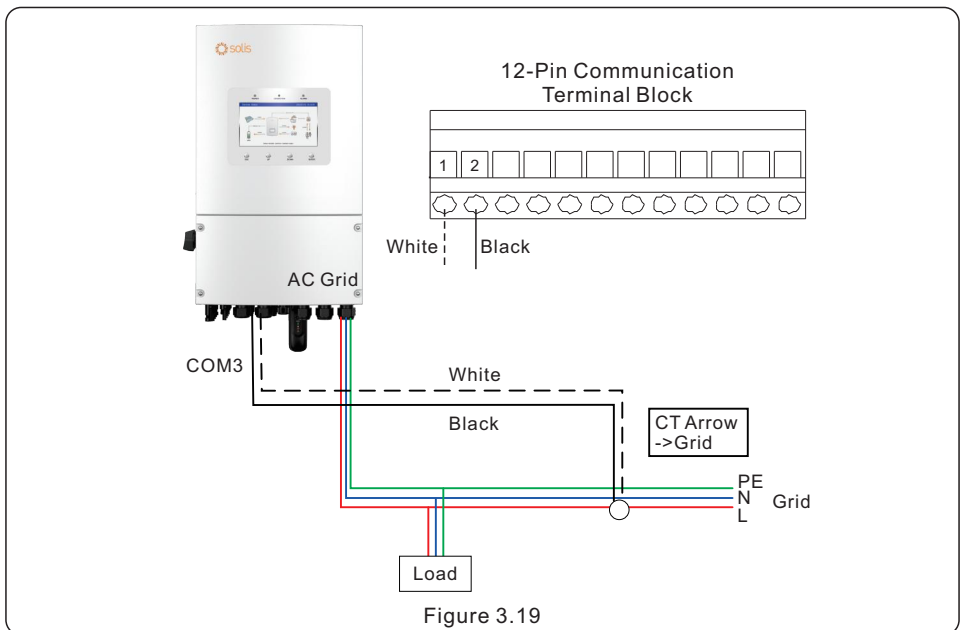 solis
12-Pin Communication
Terminal Block
1 2
White
Black
AC Grid
COM3
White
Black
CT Arrow
->Grid
PE
N
L
Grid
Load
Figure 3.19